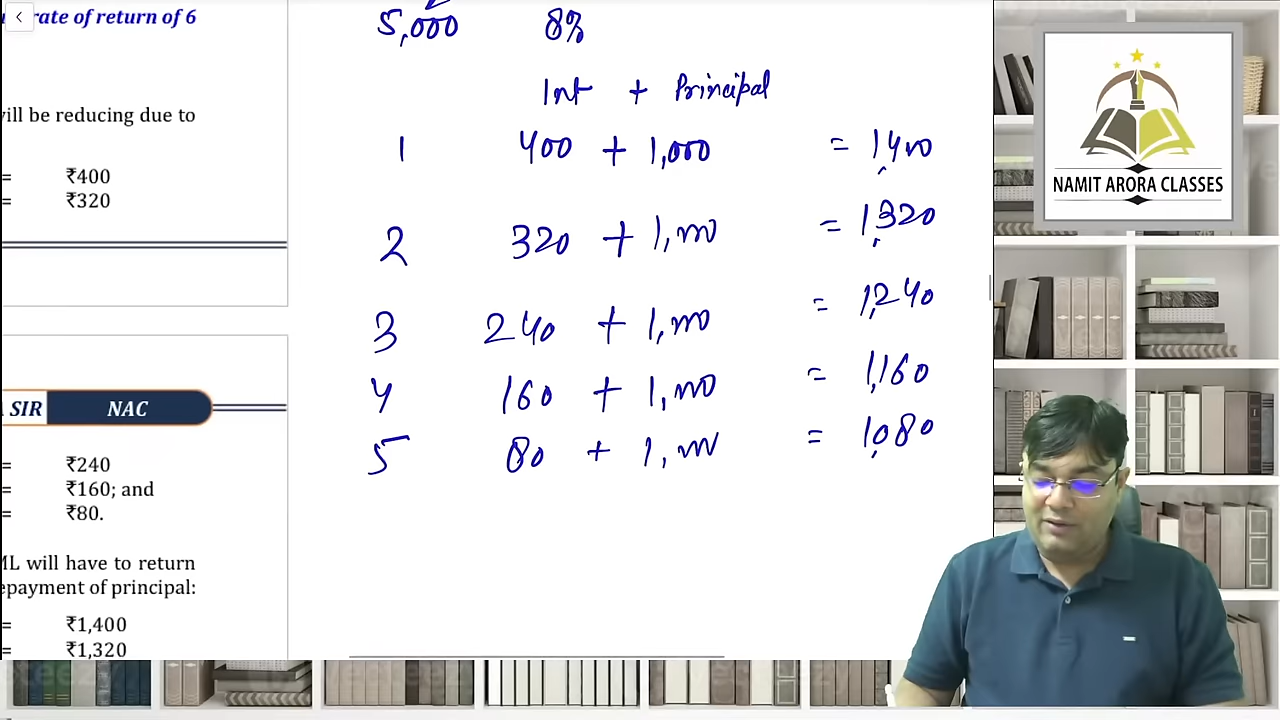 rate of return of 6
will be reducing due to
= ₹400
= ₹320
SIR NAC
= ₹240
= ₹160; and
= ₹80.
ML will have to return
epayment of principal:
= ₹1,400
= ₹1,320
5,000 8%
Int + Principal
1 400 + 1,000 = 1400
2 320 + 1,000 = 1,320
3 240 + 1,000 = 1,240
4 160 + 1,000 = 1,160
5 80 + 1,000 = 1,080
NAMIT ARORA CLASSES